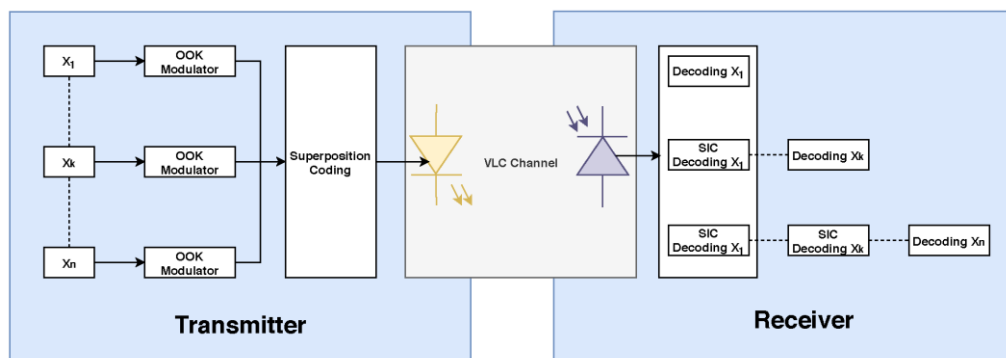 X1
OOK
Modulator
Xk
OOK
Modulator
Xn
OOK
Modulator
Superposition
Coding
VLC Channel
Decoding X1
SIC
Decoding X1
Decoding Xk
SIC
Decoding X1
SIC
Decoding Xk
Decoding Xn
Transmitter
Receiver